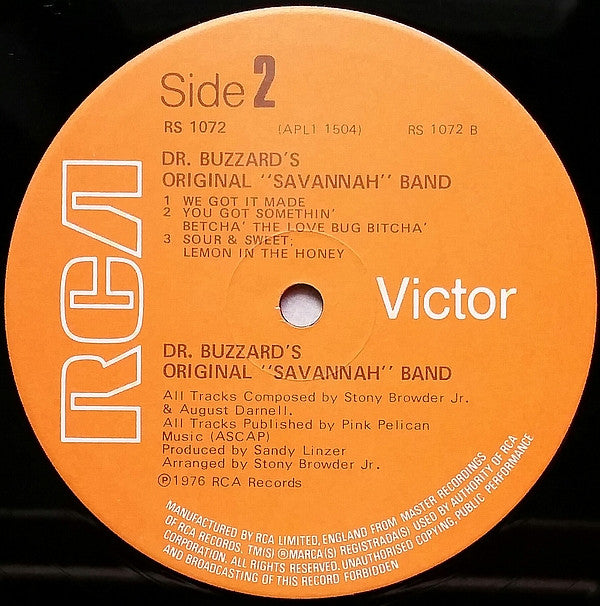 Side 2
RS 1072 (APL1 1504) RS 1072 B
DR. BUZZARD'S
ORIGINAL "SAVANNAH" BAND
1 WE GOT IT MADE
2 YOU GOT SOMETHIN'
BETCHA' THE LOVE BUG BITCHA'
3 SOUR & SWEET;
LEMON IN THE HONEY
RCA
Victor
DR. BUZZARD'S
ORIGINAL "SAVANNAH" BAND
All Tracks Composed by Stony Browder Jr.
& August Darnell.
All Tracks Published by Pink Pelican
Music (ASCAP)
Produced by Sandy Linzer
Arranged by Stony Browder Jr.
℗1976 RCA Records
MANUFACTURED BY RCA LIMITED, ENGLAND, FROM MASTER RECORDINGS
OF RCA RECORDS. TM(S) ® MARCA(S) REGISTRADA(S) USED BY AUTHORITY OF RCA
CORPORATION. ALL RIGHTS RESERVED. UNAUTHORISED COPYING, PUBLIC PERFORMANCE
AND BROADCASTING OF THIS RECORD FORBIDDEN